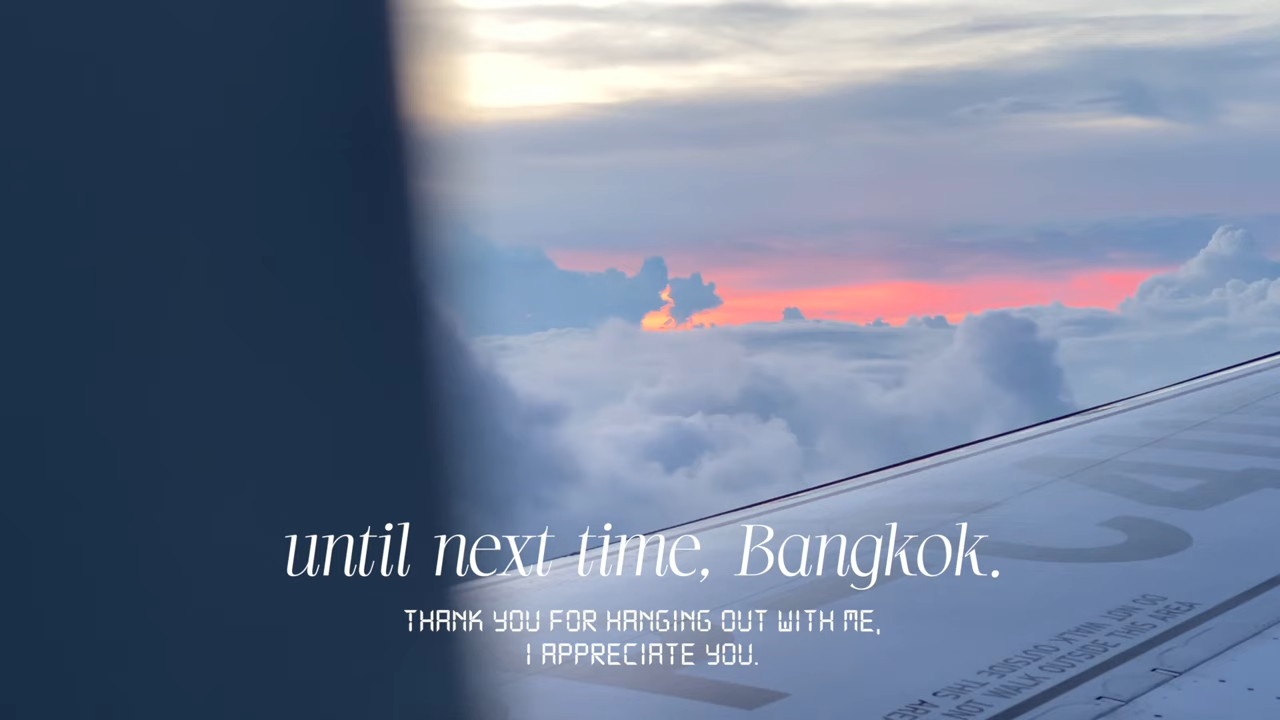 until next time, Bangkok.
THANK YOU FOR HANGING OUT WITH ME,
I APPRECIATE YOU.
DO NOT WALK OUTSIDE THIS AREA